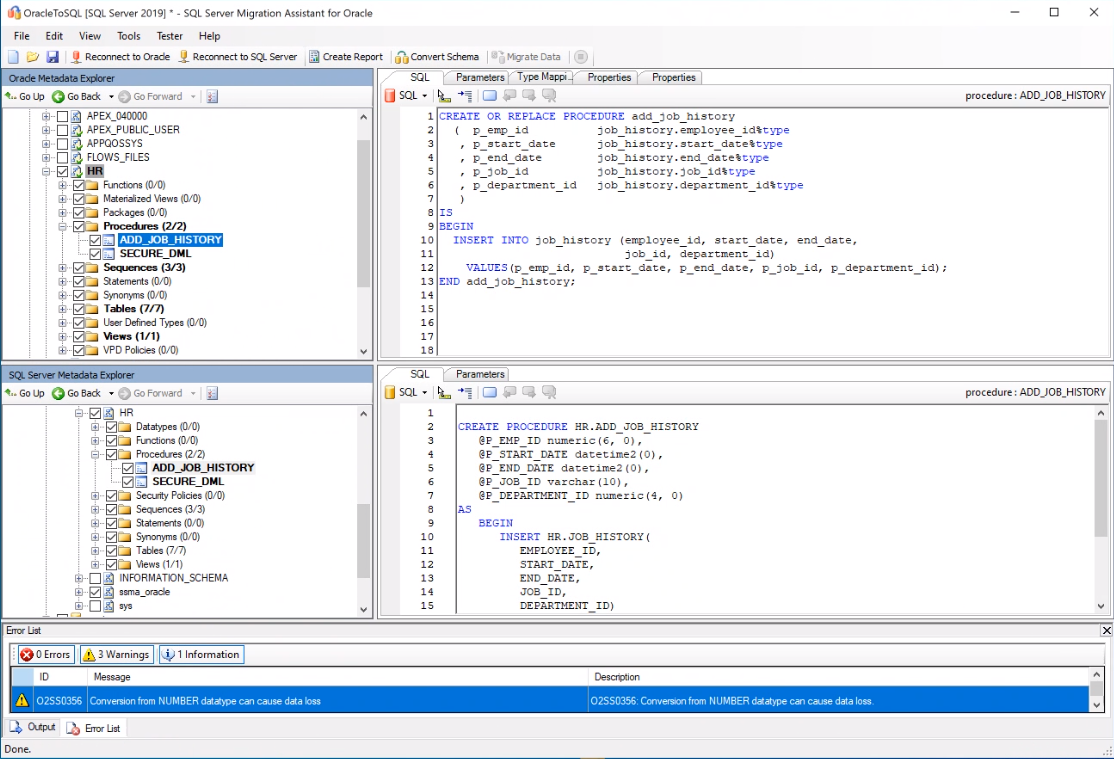 OracleToSQL [SQL Server 2019] * - SQL Server Migration Assistant for Oracle
File Edit View Tools Tester Help
Reconnect to Oracle Reconnect to SQL Server Create Report Convert Schema Migrate Data
Oracle Metadata Explorer
Go Up Go Back Go Forward
APEX_040000
APEX_PUBLIC_USER
APPQOSSYS
FLOWS_FILES
HR
Functions (0/0)
Materialized Views (0/0)
Packages (0/0)
Procedures (2/2)
ADD_JOB_HISTORY
SECURE_DML
Sequences (3/3)
Statements (0/0)
Synonyms (0/0)
Tables (7/7)
User Defined Types (0/0)
Views (1/1)
VPD Policies (0/0)
SQL Parameters Type Mappi... Properties Properties
SQL procedure : ADD_JOB_HISTORY
1 CREATE OR REPLACE PROCEDURE add_job_history
2 ( p_emp_id job_history.employee_id%type
3 , p_start_date job_history.start_date%type
4 , p_end_date job_history.end_date%type
5 , p_job_id job_history.job_id%type
6 , p_department_id job_history.department_id%type
7 )
8 IS
9 BEGIN
10 INSERT INTO job_history (employee_id, start_date, end_date,
11 job_id, department_id)
12 VALUES(p_emp_id, p_start_date, p_end_date, p_job_id, p_department_id);
13 END add_job_history;
14
15
16
17
18
SQL Server Metadata Explorer
Go Up Go Back Go Forward
HR
Datatypes (0/0)
Functions (0/0)
Procedures (2/2)
ADD_JOB_HISTORY
SECURE_DML
Security Policies (0/0)
Sequences (3/3)
Statements (0/0)
Synonyms (0/0)
Tables (7/7)
Views (1/1)
INFORMATION_SCHEMA
ssma_oracle
sys
SQL Parameters
SQL procedure : ADD_JOB_HISTORY
1
2 CREATE PROCEDURE HR.ADD_JOB_HISTORY
3 @P_EMP_ID numeric(6, 0),
4 @P_START_DATE datetime2(0),
5 @P_END_DATE datetime2(0),
6 @P_JOB_ID varchar(10),
7 @P_DEPARTMENT_ID numeric(4, 0)
8 AS
9 BEGIN
10 INSERT HR.JOB_HISTORY(
11 EMPLOYEE_ID,
12 START_DATE,
13 END_DATE,
14 JOB_ID,
15 DEPARTMENT_ID)
Error List
0 Errors 3 Warnings 1 Information
ID Message Description
O2SS0356 Conversion from NUMBER datatype can cause data loss O2SS0356: Conversion from NUMBER datatype can cause data loss.
Output Error List
Done.